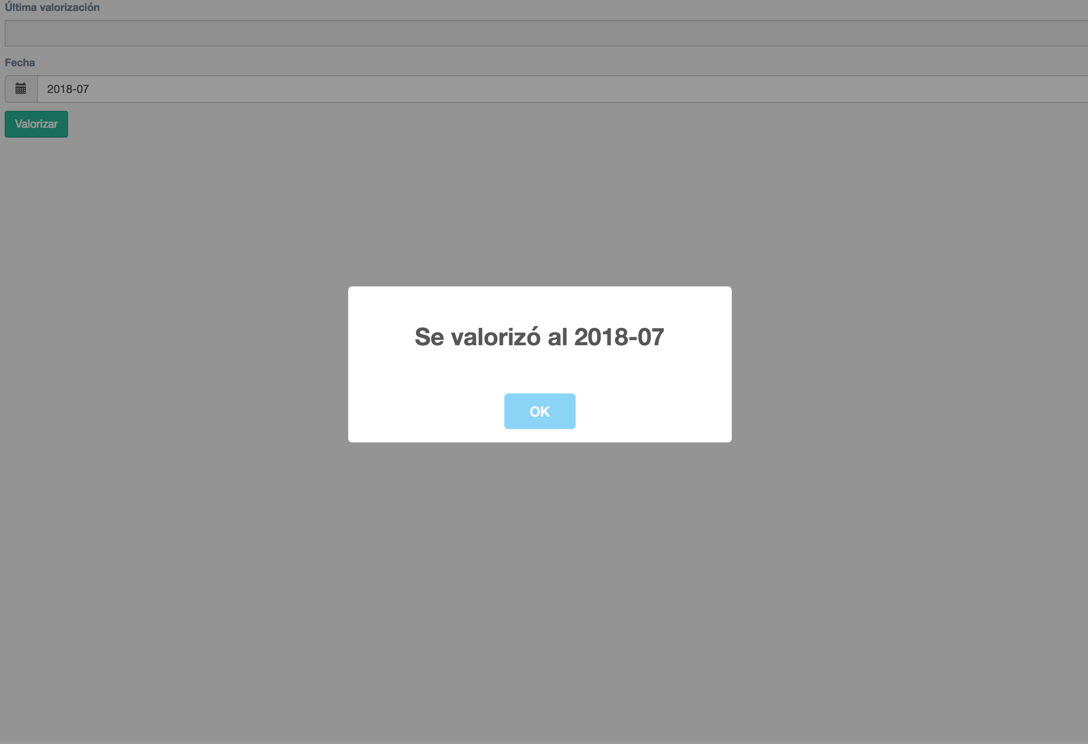 Última valorización
Fecha
2018-07
Valorizar
Se valorizó al 2018-07
OK